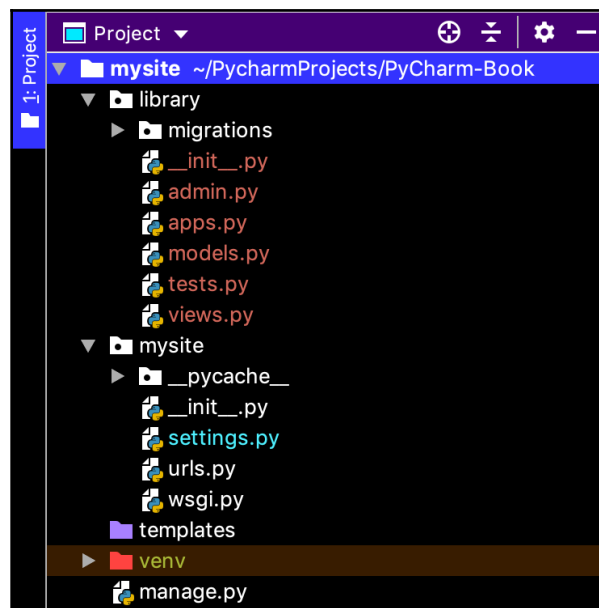 1: Project
Project
mysite ~/PycharmProjects/PyCharm-Book
library
migrations
__init__.py
admin.py
apps.py
models.py
tests.py
views.py
mysite
__pycache__
__init__.py
settings.py
urls.py
wsgi.py
templates
venv
manage.py